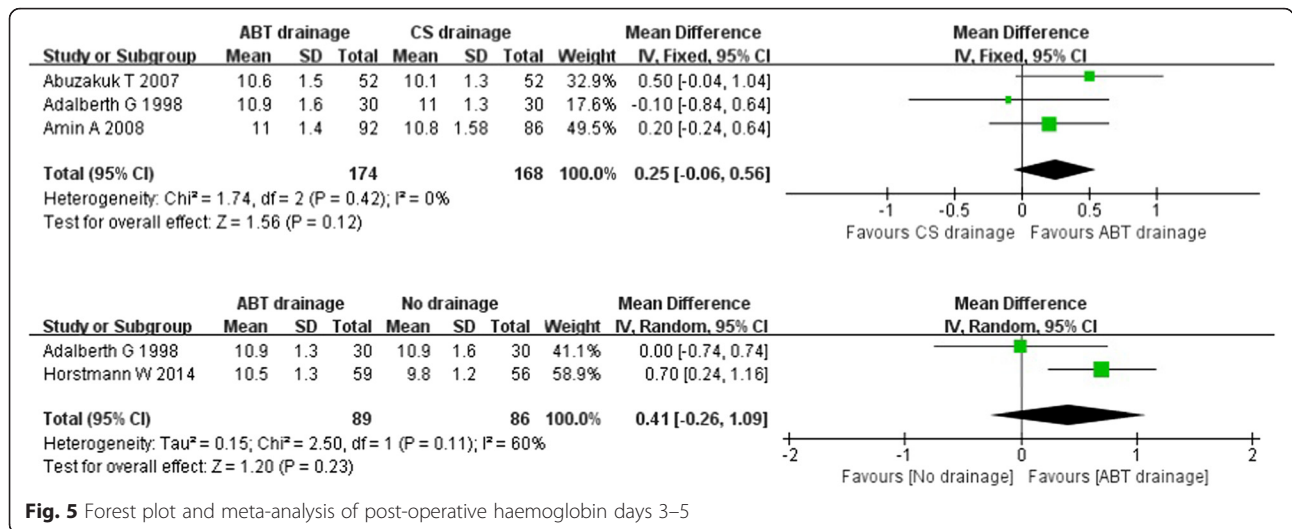 ABT drainage CS drainage Mean Difference Mean Difference
Study or Subgroup Mean SD Total Mean SD Total Weight IV, Fixed, 95% CI IV, Fixed, 95% CI
Abuzakuk T 2007 10.6 1.5 52 10.1 1.3 52 32.9% 0.50 [-0.04, 1.04]
Adalberth G 1998 10.9 1.6 30 11 1.3 30 17.6% -0.10 [-0.84, 0.64]
Amin A 2008 11 1.4 92 10.8 1.58 86 49.5% 0.20 [-0.24, 0.64]
Total (95% CI) 174 168 100.0% 0.25 [-0.06, 0.56]
Heterogeneity: Chi² = 1.74, df = 2 (P = 0.42); I² = 0%
Test for overall effect: Z = 1.56 (P = 0.12)
-1 -0.5 0 0.5 1
Favours CS drainage Favours ABT drainage
ABT drainage No drainage Mean Difference Mean Difference
Study or Subgroup Mean SD Total Mean SD Total Weight IV, Random, 95% CI IV, Random, 95% CI
Adalberth G 1998 10.9 1.3 30 10.9 1.6 30 41.1% 0.00 [-0.74, 0.74]
Horstmann W 2014 10.5 1.3 59 9.8 1.2 56 58.9% 0.70 [0.24, 1.16]
Total (95% CI) 89 86 100.0% 0.41 [-0.26, 1.09]
Heterogeneity: Tau² = 0.15; Chi² = 2.50, df = 1 (P = 0.11); I² = 60%
Test for overall effect: Z = 1.20 (P = 0.23)
-2 -1 0 1 2
Favours [No drainage] Favours [ABT drainage]
Fig. 5 Forest plot and meta-analysis of post-operative haemoglobin days 3–5